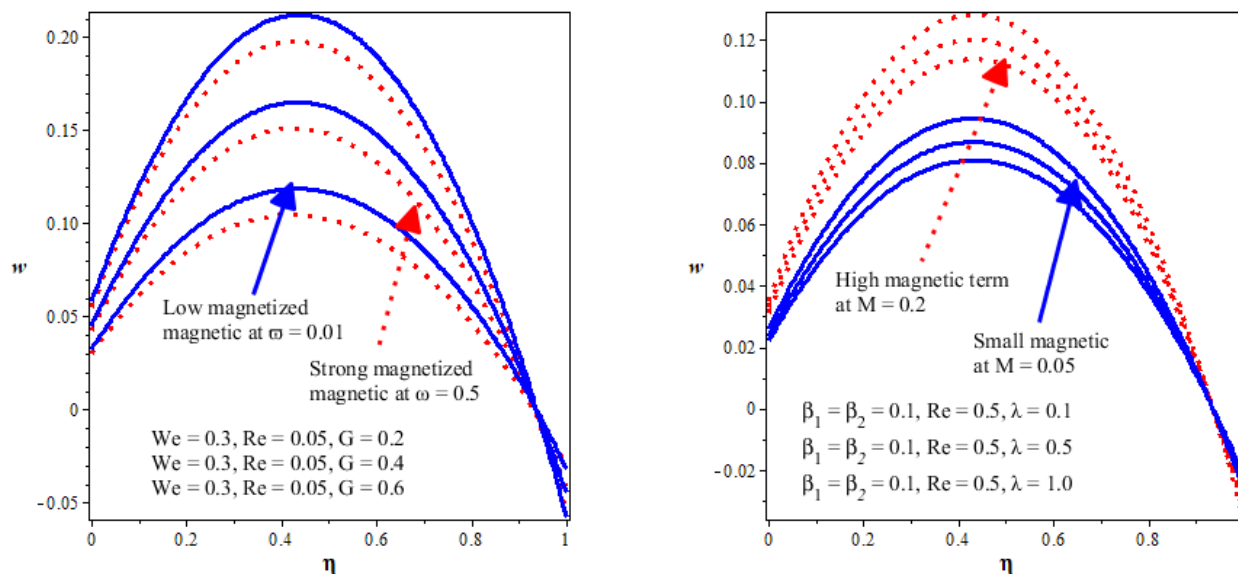 0.20
0.15
0.10
0.05
0
−0.05
w
Low magnetized
magnetic at ϖ = 0.01
Strong magnetized
magnetic at ω = 0.5
We = 0.3, Re = 0.05, G = 0.2
We = 0.3, Re = 0.05, G = 0.4
We = 0.3, Re = 0.05, G = 0.6
0 0.2 0.4 0.6 0.8 1
η
0.12
0.10
0.08
0.06
0.04
0.02
0
−0.02
w
High magnetic term
at M = 0.2
Small magnetic
at M = 0.05
β₁ = β₂ = 0.1, Re = 0.5, λ = 0.1
β₁ = β₂ = 0.1, Re = 0.5, λ = 0.5
β₁ = β₂ = 0.1, Re = 0.5, λ = 1.0
0 0.2 0.4 0.6 0.8
η